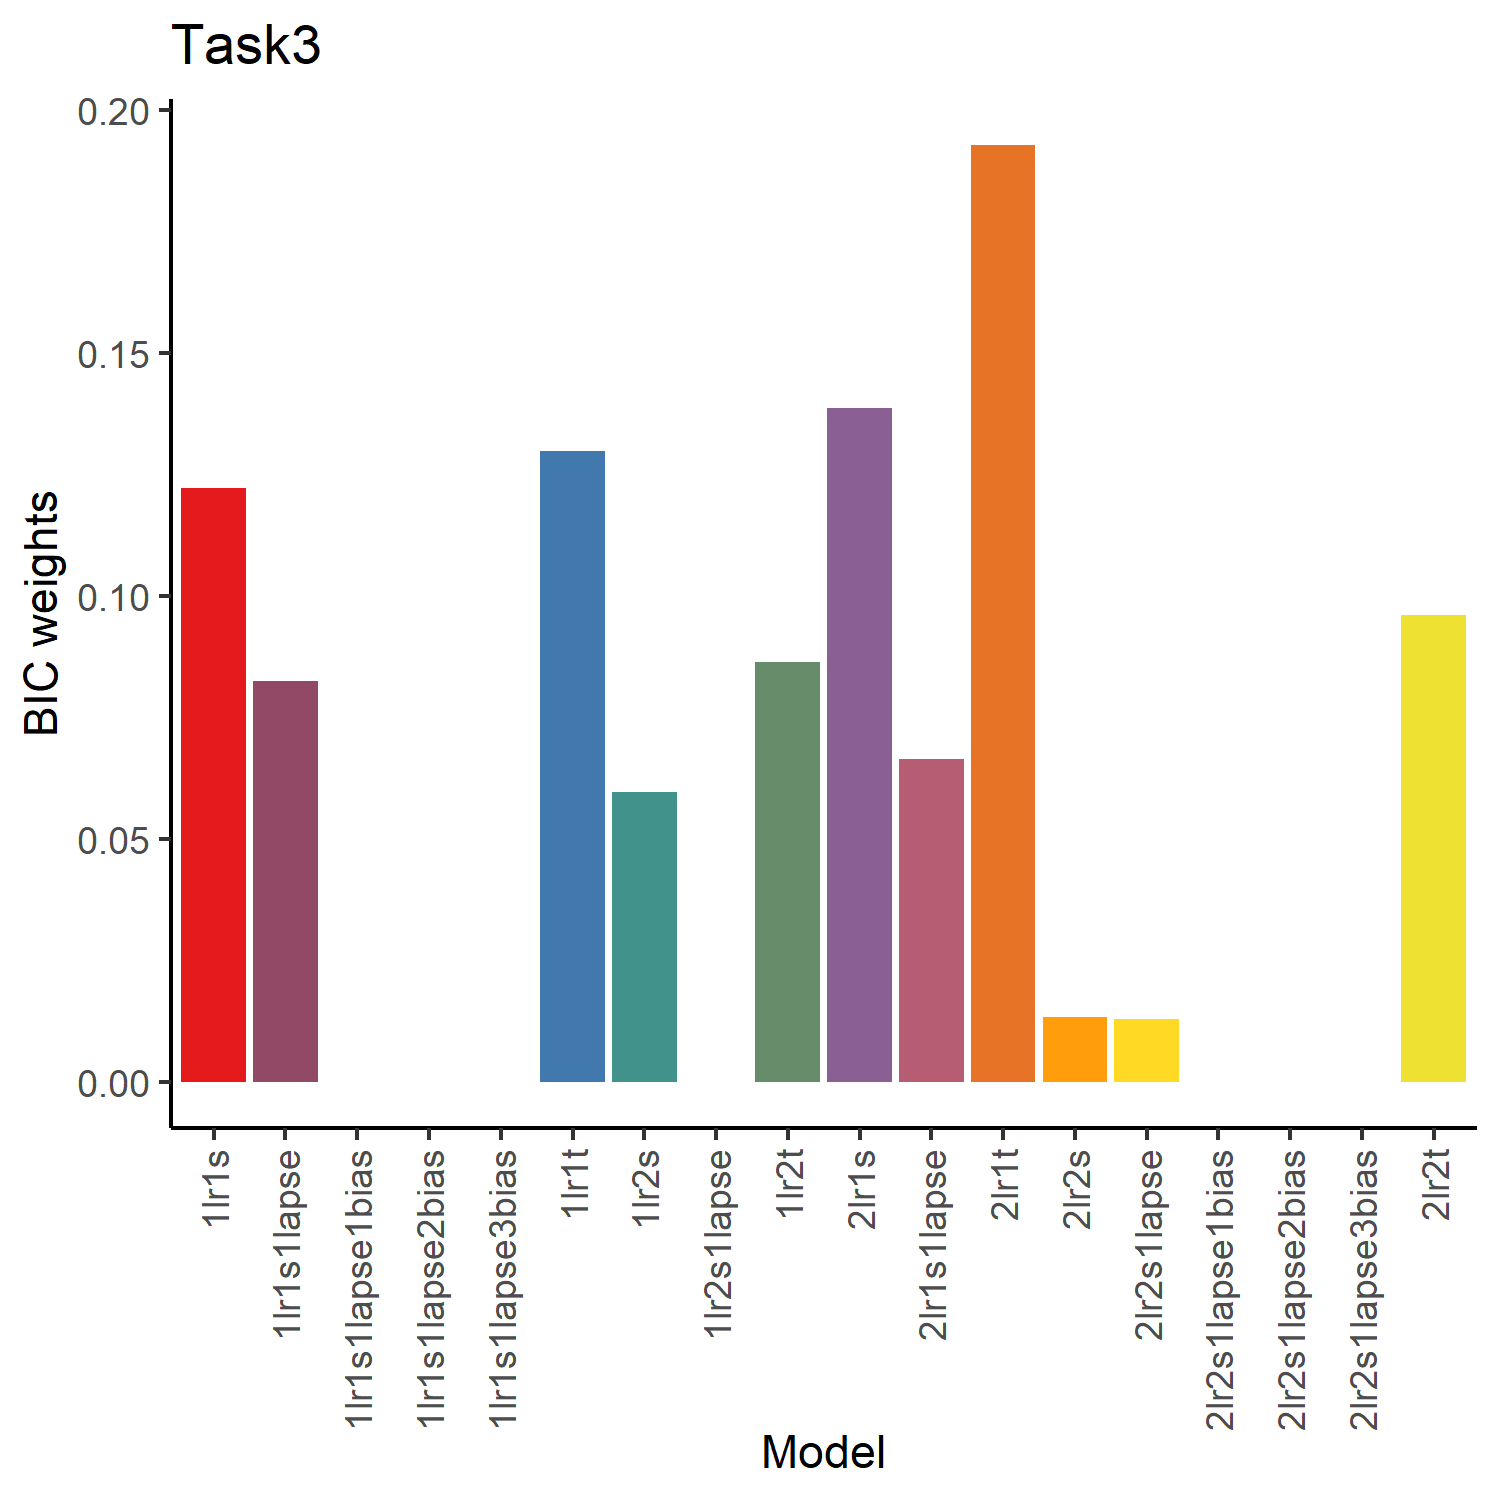 Task3
BIC weights
0.20
0.15
0.10
0.05
0.00
1lr1s
1lr1s1lapse
1lr1s1lapse1bias
1lr1s1lapse2bias
1lr1s1lapse3bias
1lr1t
1lr2s
1lr2s1lapse
1lr2t
2lr1s
2lr1s1lapse
2lr1t
2lr2s
2lr2s1lapse
2lr2s1lapse1bias
2lr2s1lapse2bias
2lr2s1lapse3bias
2lr2t
Model